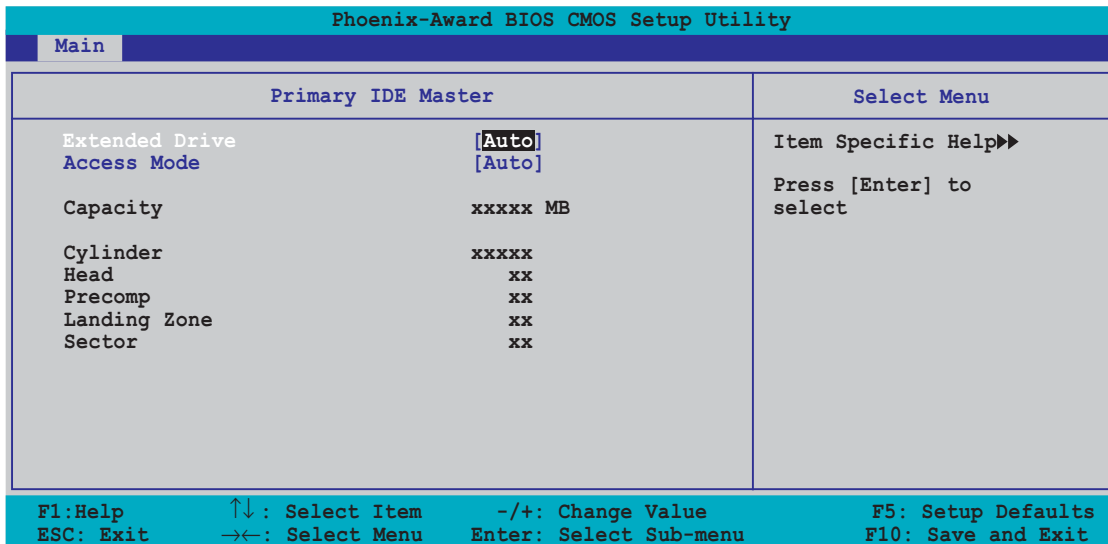 Phoenix-Award BIOS CMOS Setup Utility
Main
Primary IDE Master
Select Menu
Extended Drive [Auto]
Access Mode [Auto]
Capacity xxxxx MB
Cylinder xxxxx
Head xx
Precomp xx
Landing Zone xx
Sector xx
Item Specific Help▶▶
Press [Enter] to
select
F1:Help ↑↓: Select Item -/+: Change Value F5: Setup Defaults
ESC: Exit →←: Select Menu Enter: Select Sub-menu F10: Save and Exit